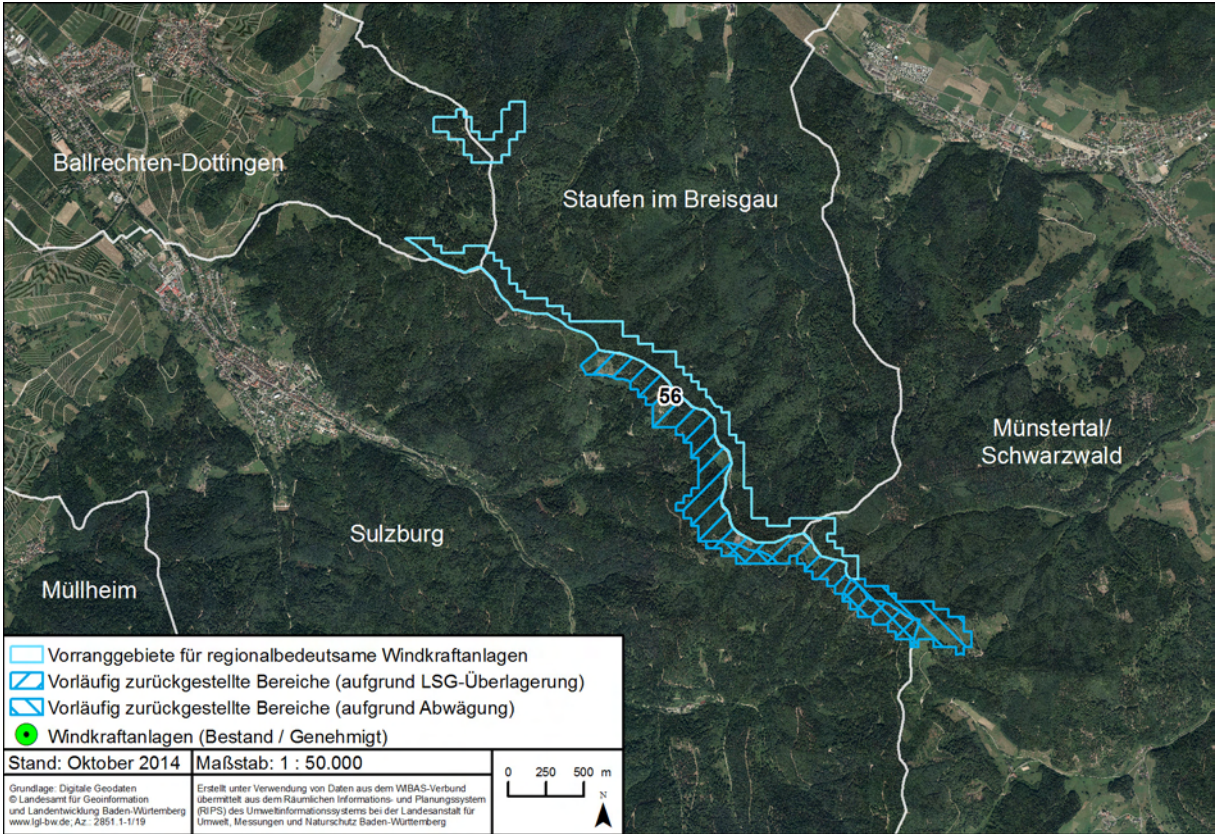 Ballrechten-Dottingen
Staufen im Breisgau
56
Münstertal/
Schwarzwald
Sulzburg
Müllheim
Vorranggebiete für regionalbedeutsame Windkraftanlagen
Vorläufig zurückgestellte Bereiche (aufgrund LSG-Überlagerung)
Vorläufig zurückgestellte Bereiche (aufgrund Abwägung)
Windkraftanlagen (Bestand / Genehmigt)
Stand: Oktober 2014
Maßstab: 1 : 50.000
0 250 500 m
N
Grundlage: Digitale Geodaten
© Landesamt für Geoinformation
und Landentwicklung Baden-Würtemberg
www.lgl-bw.de; Az.: 2851.1-1/19
Erstellt unter Verwendung von Daten aus dem WIBAS-Verbund
übermittelt aus dem Räumlichen Informations- und Planungssystem
(RIPS) des Umweltinformationssystems bei der Landesanstalt für
Umwelt, Messungen und Naturschutz Baden-Württemberg